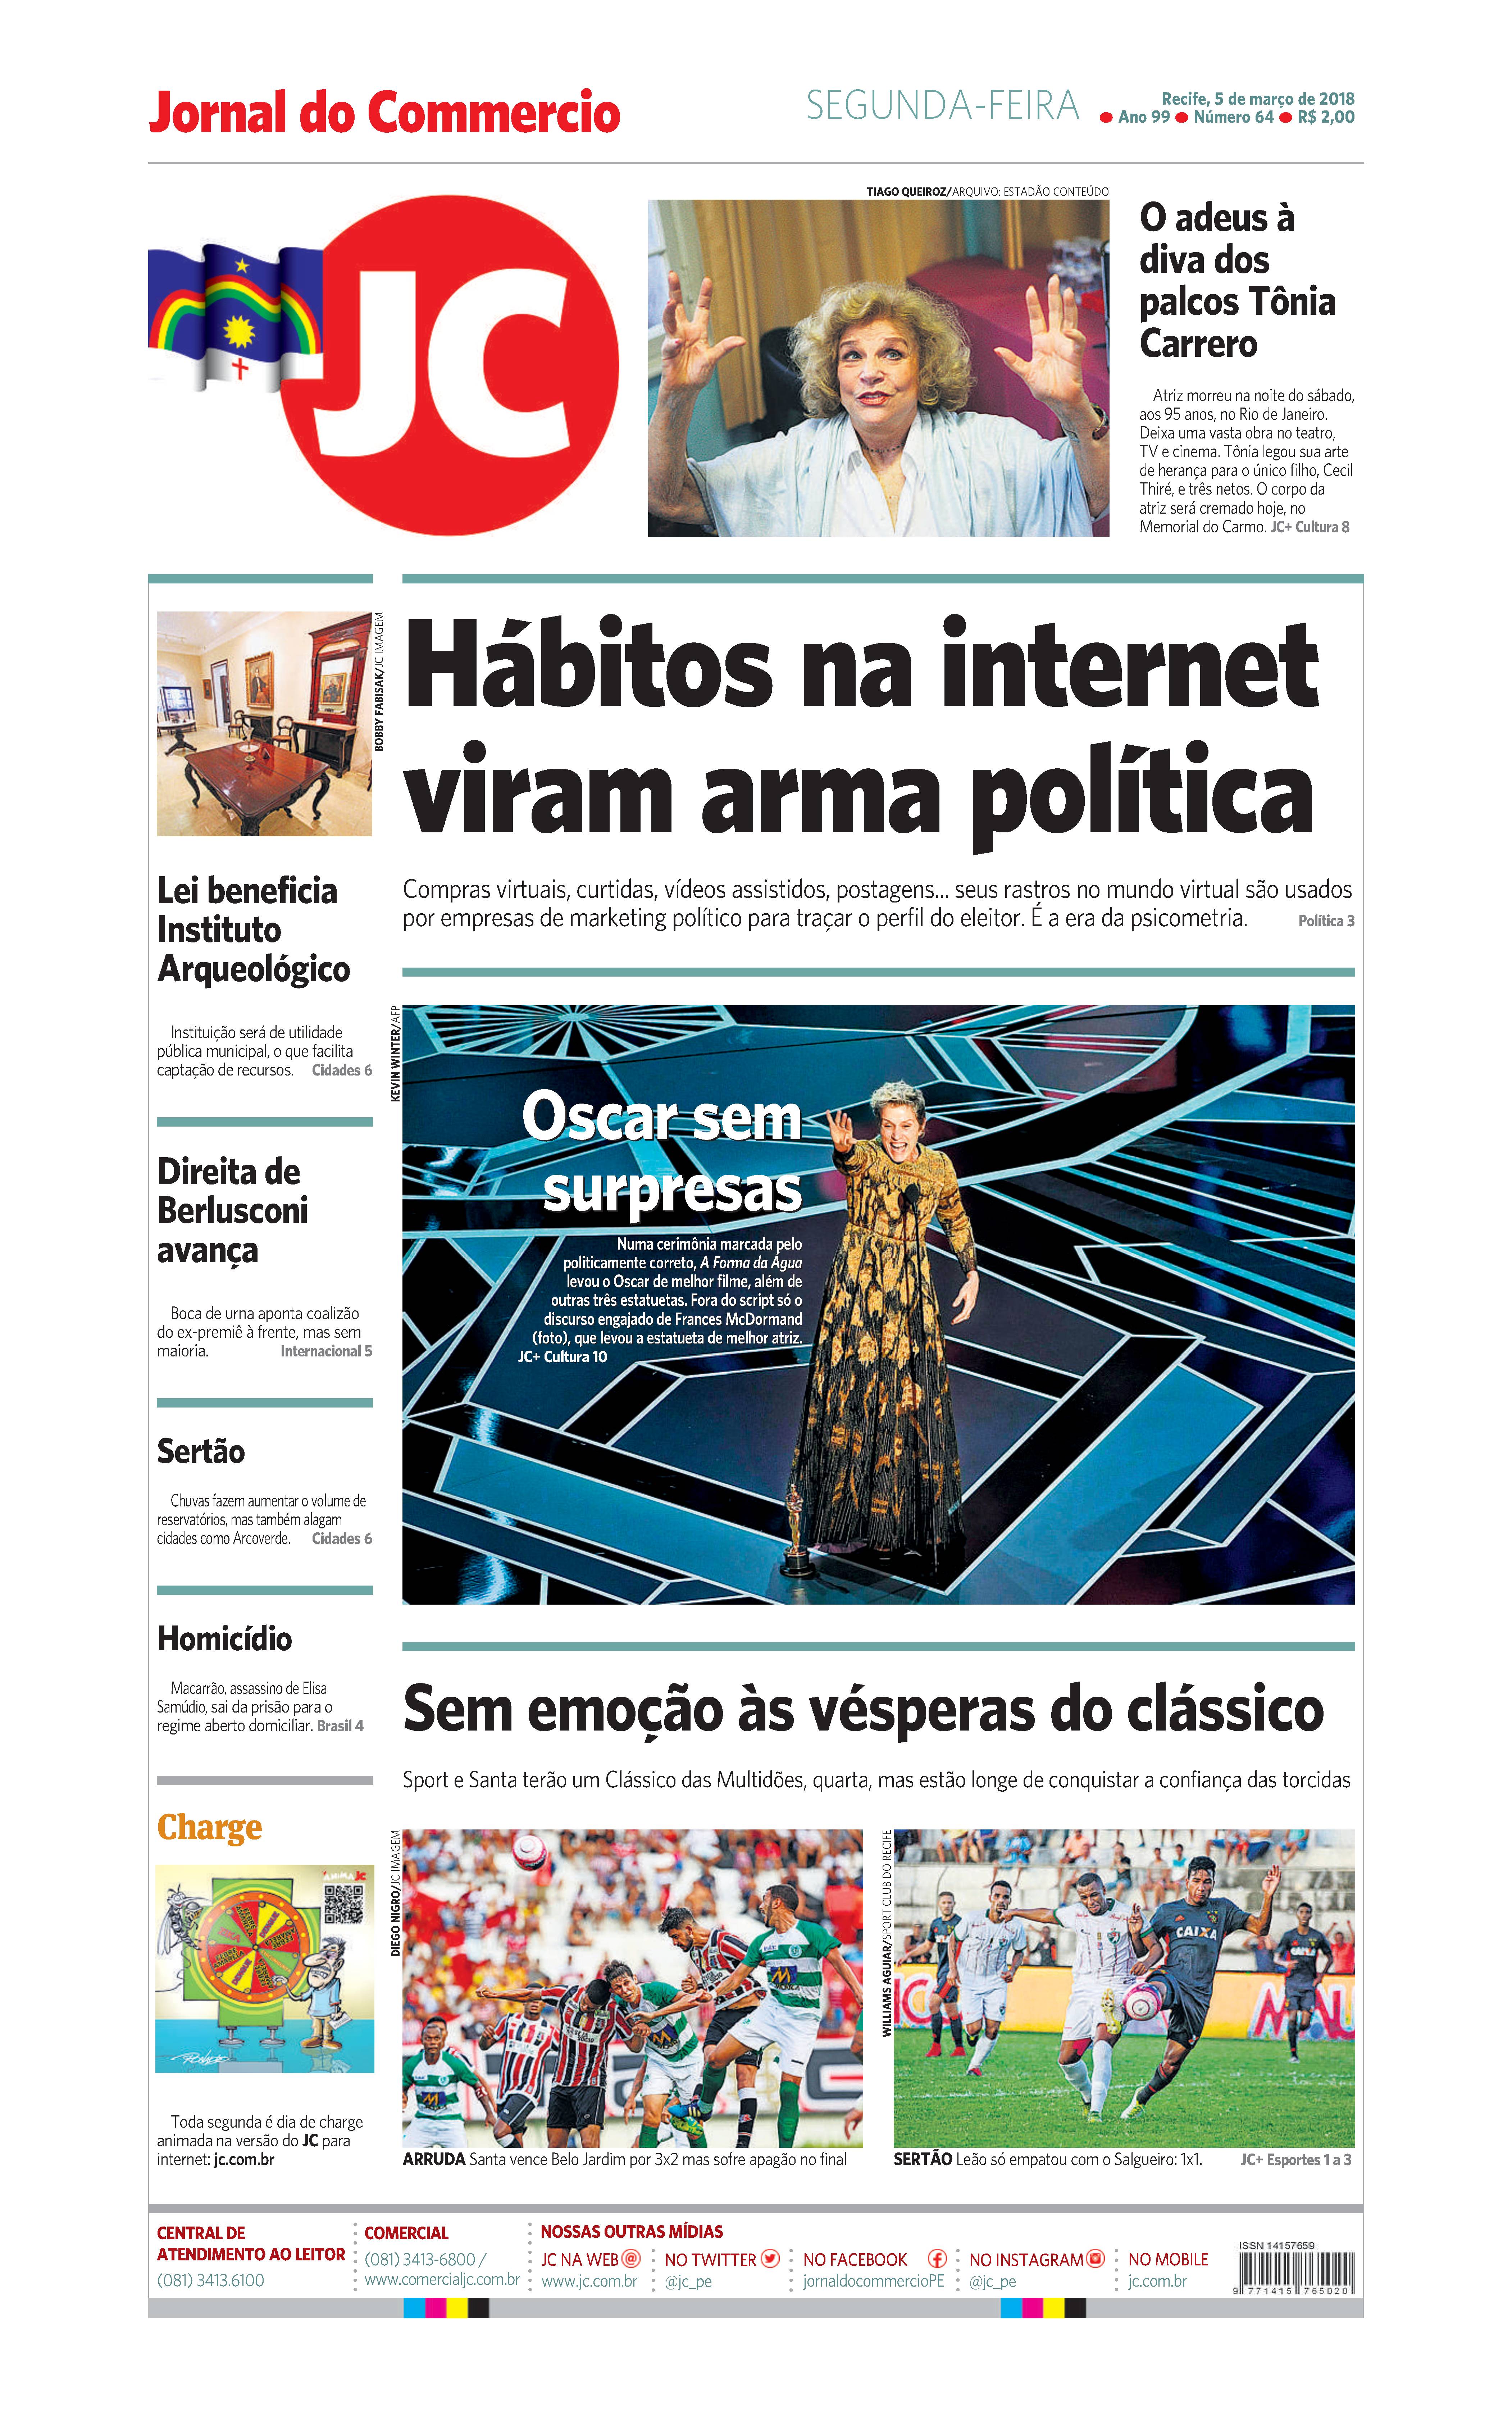 Jornal do Commercio
SEGUNDA-FEIRA
Recife, 5 de março de 2018
● Ano 99 ● Número 64 ● R$ 2,00
JC
TIAGO QUEIROZ/ARQUIVO: ESTADÃO CONTEÚDO
O adeus à
diva dos
palcos Tônia
Carrero
Atriz morreu na noite do sábado,
aos 95 anos, no Rio de Janeiro.
Deixa uma vasta obra no teatro,
TV e cinema. Tônia legou sua arte
de herança para o único filho, Cecil
Thiré, e três netos. O corpo da
atriz será cremado hoje, no
Memorial do Carmo. JC+ Cultura 8
BOBBY FABISAK/JC IMAGEM
Lei beneficia
Instituto
Arqueológico
Instituição será de utilidade
pública municipal, o que facilita
captação de recursos. Cidades 6
Direita de
Berlusconi
avança
Boca de urna aponta coalizão
do ex-premiê à frente, mas sem
maioria. Internacional 5
Sertão
Chuvas fazem aumentar o volume de
reservatórios, mas também alagam
cidades como Arcoverde. Cidades 6
Homicídio
Macarrão, assassino de Elisa
Samúdio, sai da prisão para o
regime aberto domiciliar. Brasil 4
Charge
Toda segunda é dia de charge
animada na versão do JC para
internet: jc.com.br
Hábitos na internet
viram arma política
Compras virtuais, curtidas, vídeos assistidos, postagens... seus rastros no mundo virtual são usados
por empresas de marketing político para traçar o perfil do eleitor. É a era da psicometria. Política 3
KEVIN WINTER/AFP
Oscar sem
surpresas
Numa cerimônia marcada pelo
politicamente correto, A Forma da Água
levou o Oscar de melhor filme, além de
outras três estatuetas. Fora do script só o
discurso engajado de Frances McDormand
(foto), que levou a estatueta de melhor atriz.
JC+ Cultura 10
Sem emoção às vésperas do clássico
Sport e Santa terão um Clássico das Multidões, quarta, mas estão longe de conquistar a confiança das torcidas
DIEGO NIGRO/JC IMAGEM
WILLIAMS AGUIAR/SPORT CLUB DO RECIFE
CAIXA
ARRUDA Santa vence Belo Jardim por 3x2 mas sofre apagão no final
SERTÃO Leão só empatou com o Salgueiro: 1x1. JC+ Esportes 1 a 3
CENTRAL DE
ATENDIMENTO AO LEITOR
(081) 3413.6100
COMERCIAL
(081) 3413-6800 /
www.comercialjc.com.br
NOSSAS OUTRAS MÍDIAS
JC NA WEB
www.jc.com.br
NO TWITTER
@jc_pe
NO FACEBOOK
jornaldocommercioPE
NO INSTAGRAM
@jc_pe
NO MOBILE
jc.com.br
ISSN 14157659
9 771415 765020